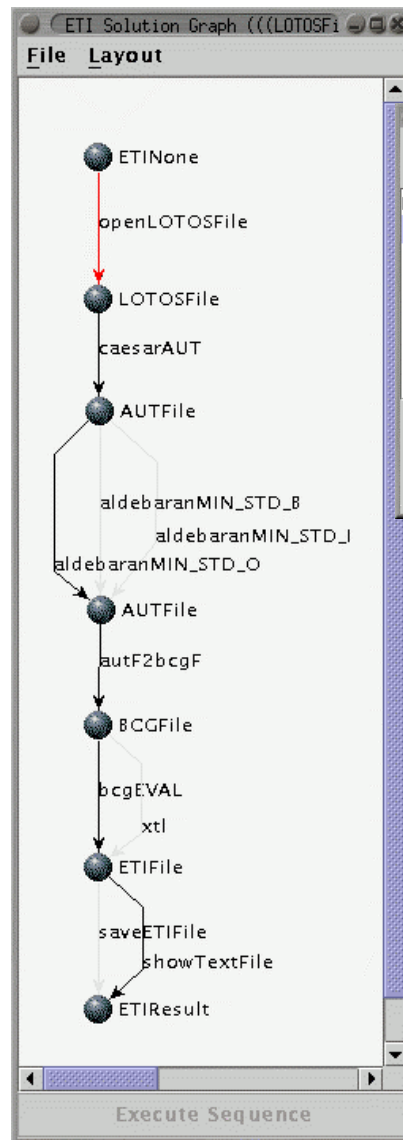 ETI Solution Graph (((LOTOSFi
File Layout
ETINone
openLOTOSFile
LOTOSFile
caesarAUT
AUTFile
aldebaranMIN_STD_B
aldebaranMIN_STD_I
aldebaranMIN_STD_O
AUTFile
autF2bcgF
BCGFile
bcgEVAL
xtl
ETIFile
saveETIFile
showTextFile
ETIResult
Execute Sequence